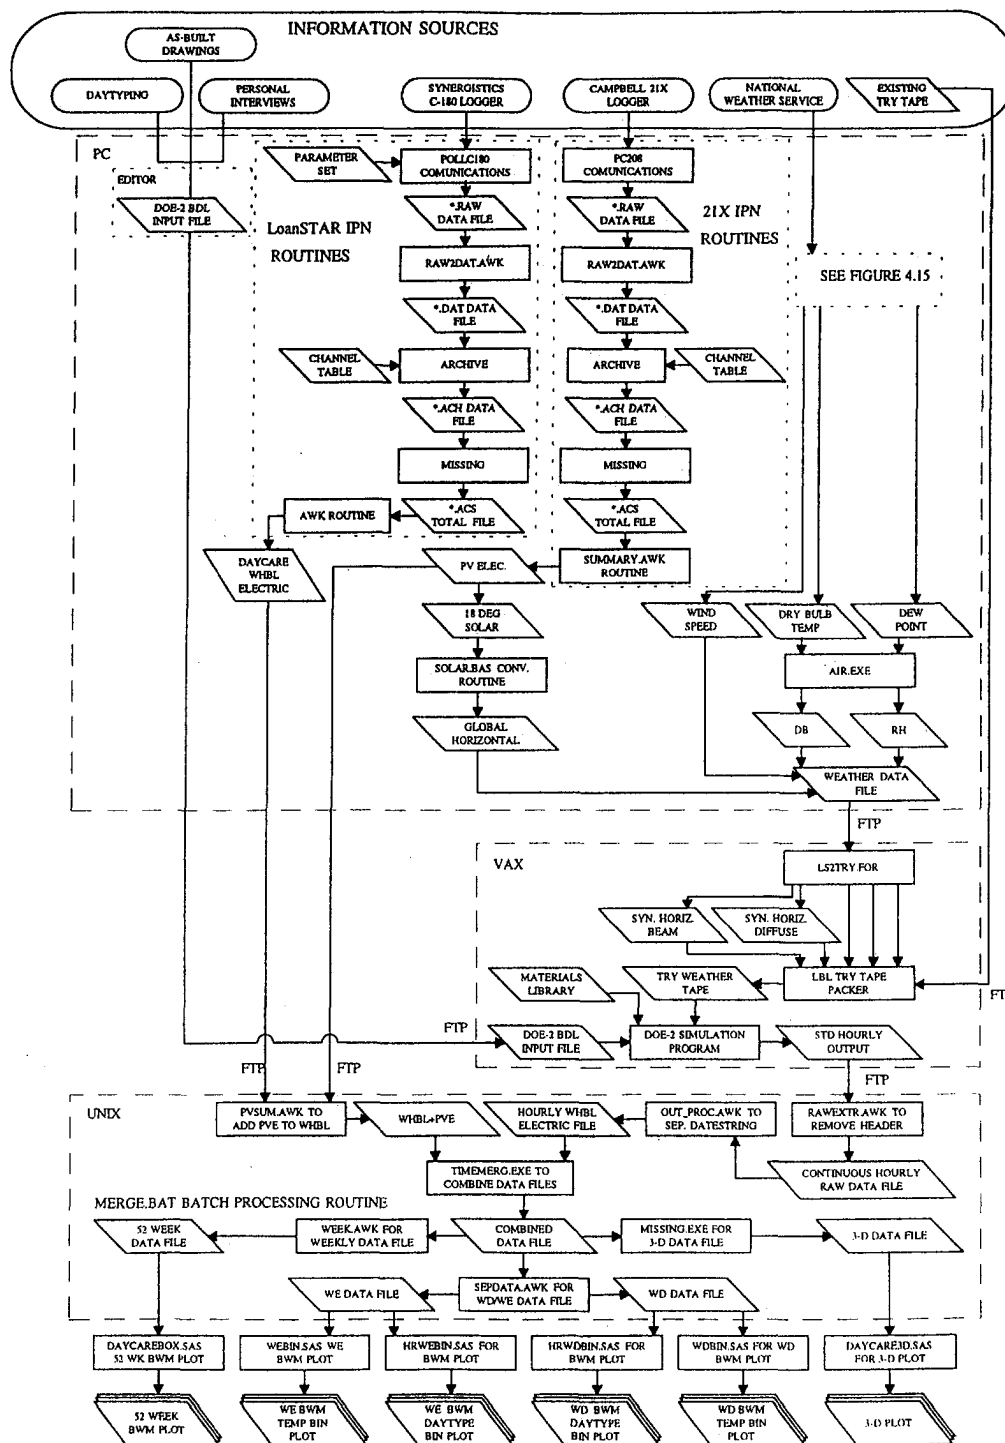 INFORMATION SOURCES
AS-BUILT
DRAWINGS
DAYTYPING
PERSONAL
INTERVIEWS
SYNERGISTICS
C-180 LOGGER
CAMPBELL 21X
LOGGER
NATIONAL
WEATHER SERVICE
EXISTING
TRY TAPE
PC
EDITOR
DOE-2 BDL
INPUT FILE
PARAMETER
SET
POLLC180
COMUNICATIONS
*.RAW
DATA FILE
LoanSTAR IPN
ROUTINES
RAW2DAT.AWK
*.DAT DATA
FILE
CHANNEL
TABLE
ARCHIVE
*.ACH DATA
FILE
MISSING
*.ACS
TOTAL FILE
AWK ROUTINE
DAYCARE
WHBL
ELECTRIC
PC208
COMUNICATIONS
*.RAW
DATA FILE
21X IPN
ROUTINES
RAW2DAT.AWK
*.DAT DATA
FILE
ARCHIVE
CHANNEL
TABLE
*.ACH DATA
FILE
MISSING
*.ACS
TOTAL FILE
SUMMARY.AWK
ROUTINE
PV ELEC.
18 DEG
SOLAR
SOLAR.BAS CONV.
ROUTINE
GLOBAL
HORIZONTAL
SEE FIGURE 4.15
WIND
SPEED
DRY BULB
TEMP
DEW
POINT
AIR.EXE
DB
RH
WEATHER DATA
FILE
FTP
VAX
LS2TRY.FOR
SYN. HORIZ.
BEAM
SYN. HORIZ.
DIFFUSE
MATERIALS
LIBRARY
TRY WEATHER
TAPE
LBL TRY TAPE
PACKER
FT
FTP
DOE-2 BDL
INPUT FILE
DOE-2 SIMULATION
PROGRAM
STD HOURLY
OUTPUT
FTP
FTP
FTP
UNIX
PVSUM.AWK TO
ADD PVE TO WHBL
WHBL+PVE
HOURLY WHBL
ELECTRIC FILE
OUT_PROC.AWK TO
SEP. DATESTRING
RAWEXTR.AWK TO
REMOVE HEADER
TIMEMERG.EXE TO
COMBINE DATA FILES
CONTINUOUS HOURLY
RAW DATA FILE
MERGE.BAT BATCH PROCESSING ROUTINE
52 WEEK
DATA FILE
WEEK.AWK FOR
WEEKLY DATA FILE
COMBINED
DATA FILE
MISSING.EXE FOR
3-D DATA FILE
3-D DATA FILE
WE DATA FILE
SEPDATA.AWK FOR
WD/WE DATA FILE
WD DATA FILE
DAYCAREBOX.SAS
52 WK BWM PLOT
WEBIN.SAS WE
BWM PLOT
HRWEBIN.SAS FOR
BWM PLOT
HRWDBIN.SAS FOR
BWM PLOT
WDBIN.SAS FOR WD
BWM PLOT
DAYCARE3D.SAS
FOR 3-D PLOT
52 WEEK
BWM PLOT
WE BWM
TEMP BIN
PLOT
WE BWM
DAYTYPE
BIN PLOT
WD BWM
DAYTYPE
BIN PLOT
WD BWM
TEMP BIN
PLOT
3-D PLOT